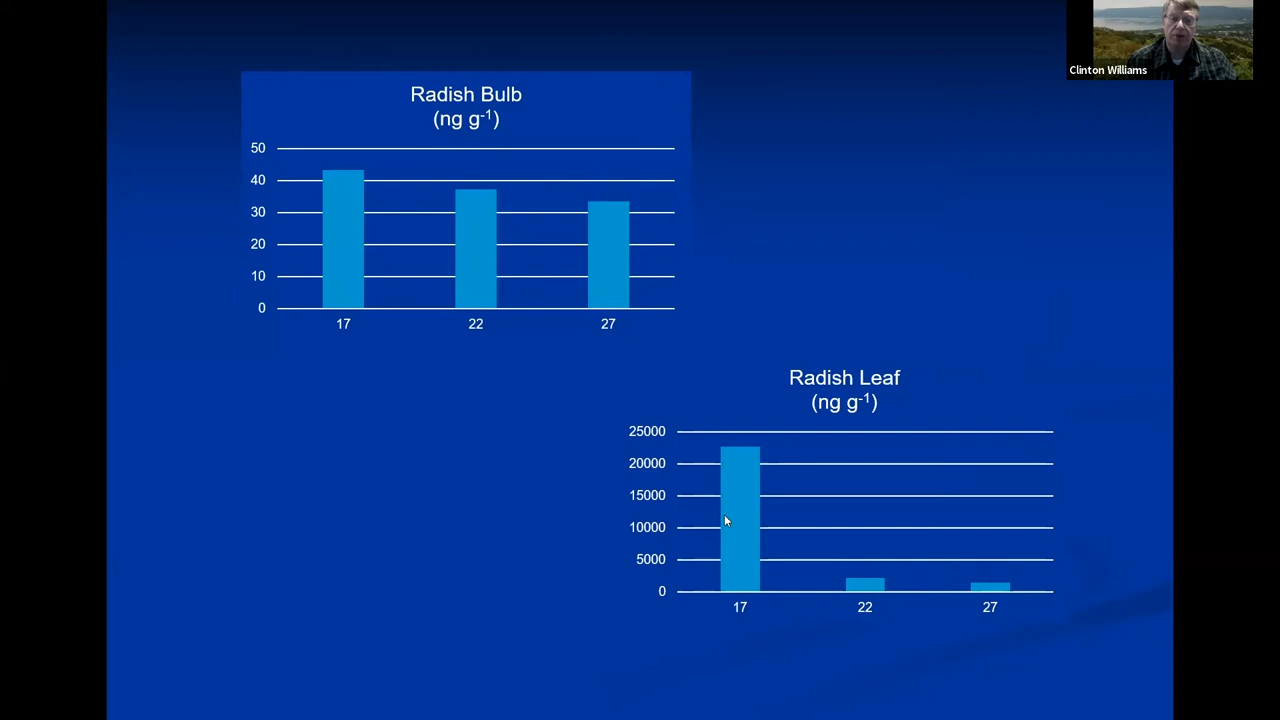 Clinton Williams
Radish Bulb
(ng g⁻¹)
50
40
30
20
10
0
17 22 27
Radish Leaf
(ng g⁻¹)
25000
20000
15000
10000
5000
0
17 22 27